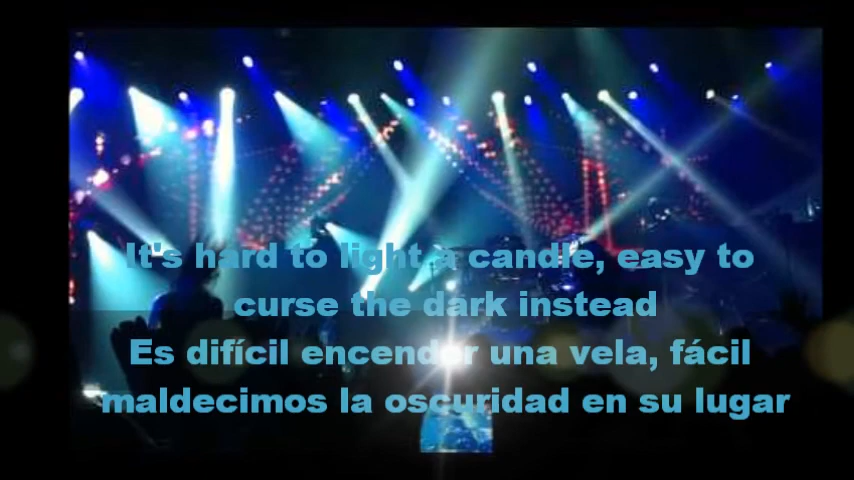 It's hard to light a candle, easy to
curse the dark instead
Es difícil encender una vela, fácil
maldecimos la oscuridad en su lugar